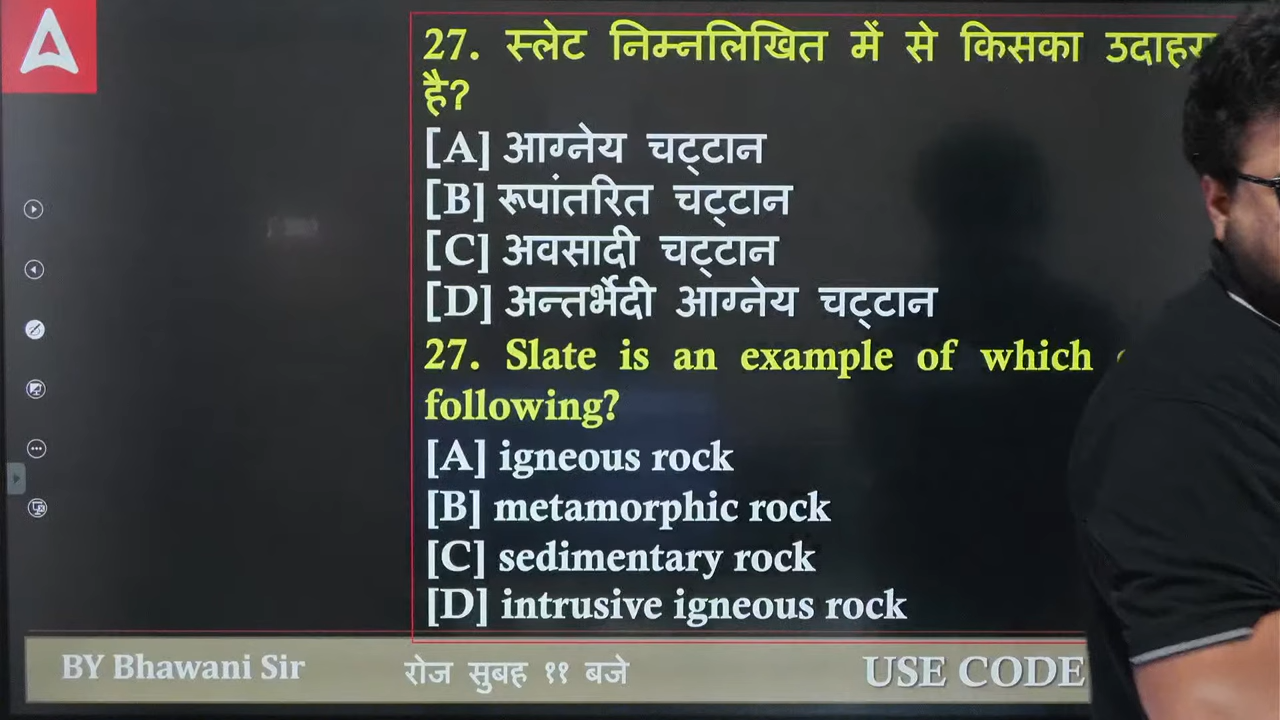 27. स्लेट निम्नलिखित में से किसका
है?
[A] आग्नेय चट्टान
[B] रूपांतरित चट्टान
[C] अवसादी चट्टान
[D] अन्तर्भेदी आग्नेय चट्टान
27. Slate is an example of which
following?
[A] igneous rock
[B] metamorphic rock
[C] sedimentary rock
[D] intrusive igneous rock
BY Bhawani Sir रोज सुबह ११ बजे USE CODE